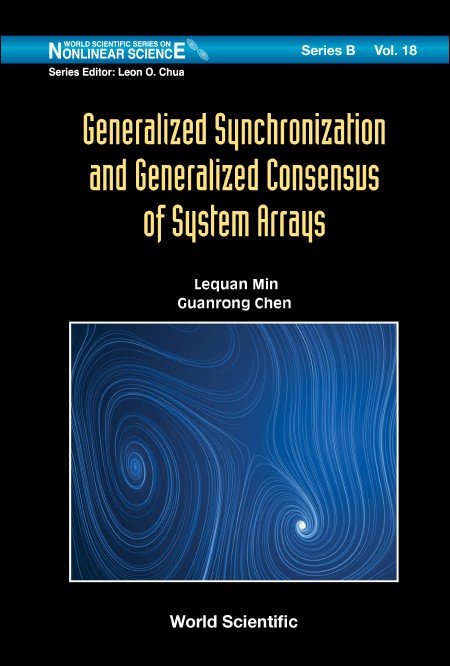 WORLD SCIENTIFIC SERIES ON
NONLINEAR SCIENCE
Series B Vol. 18
Series Editor: Leon O. Chua
Generalized Synchronization
and Generalized Consensus
of System Arrays
Lequan Min
Guanrong Chen
World Scientific